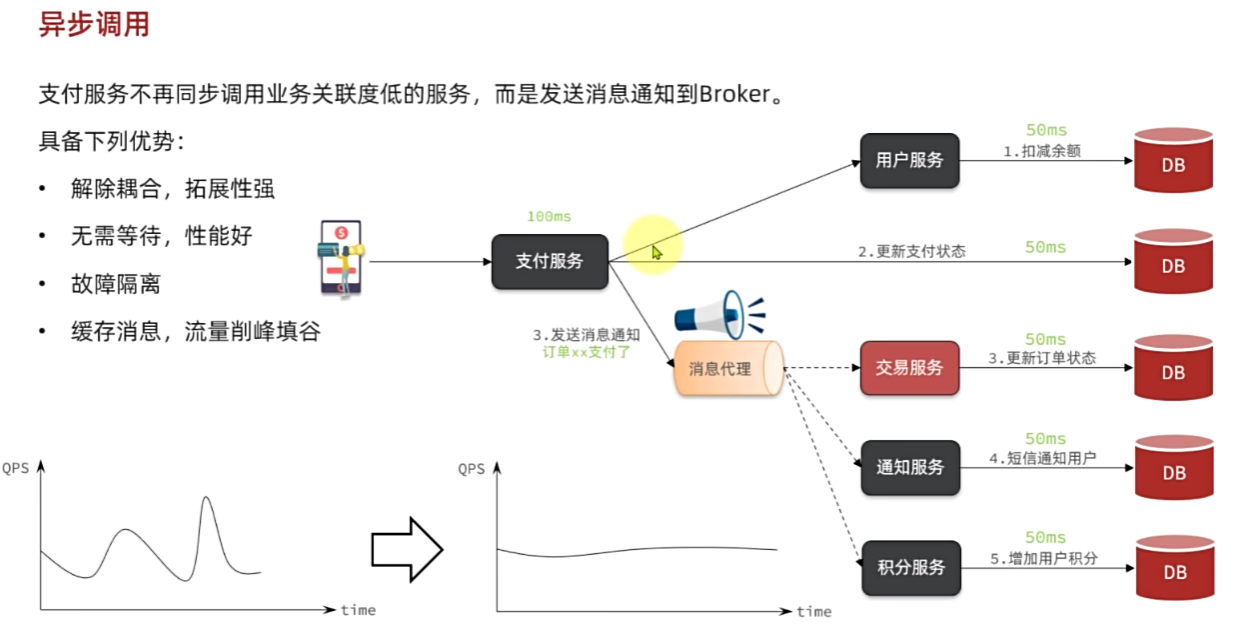 异步调用
支付服务不再同步调用业务关联度低的服务，而是发送消息通知到Broker。
具备下列优势：
• 解除耦合，拓展性强
• 无需等待，性能好
• 故障隔离
• 缓存消息，流量削峰填谷
100ms
支付服务
用户服务
50ms
1.扣减余额
DB
2.更新支付状态
50ms
DB
3.发送消息通知
订单xx支付了
消息代理
交易服务
50ms
3.更新订单状态
DB
通知服务
50ms
4.短信通知用户
DB
积分服务
50ms
5.增加用户积分
DB
QPS
time
QPS
time